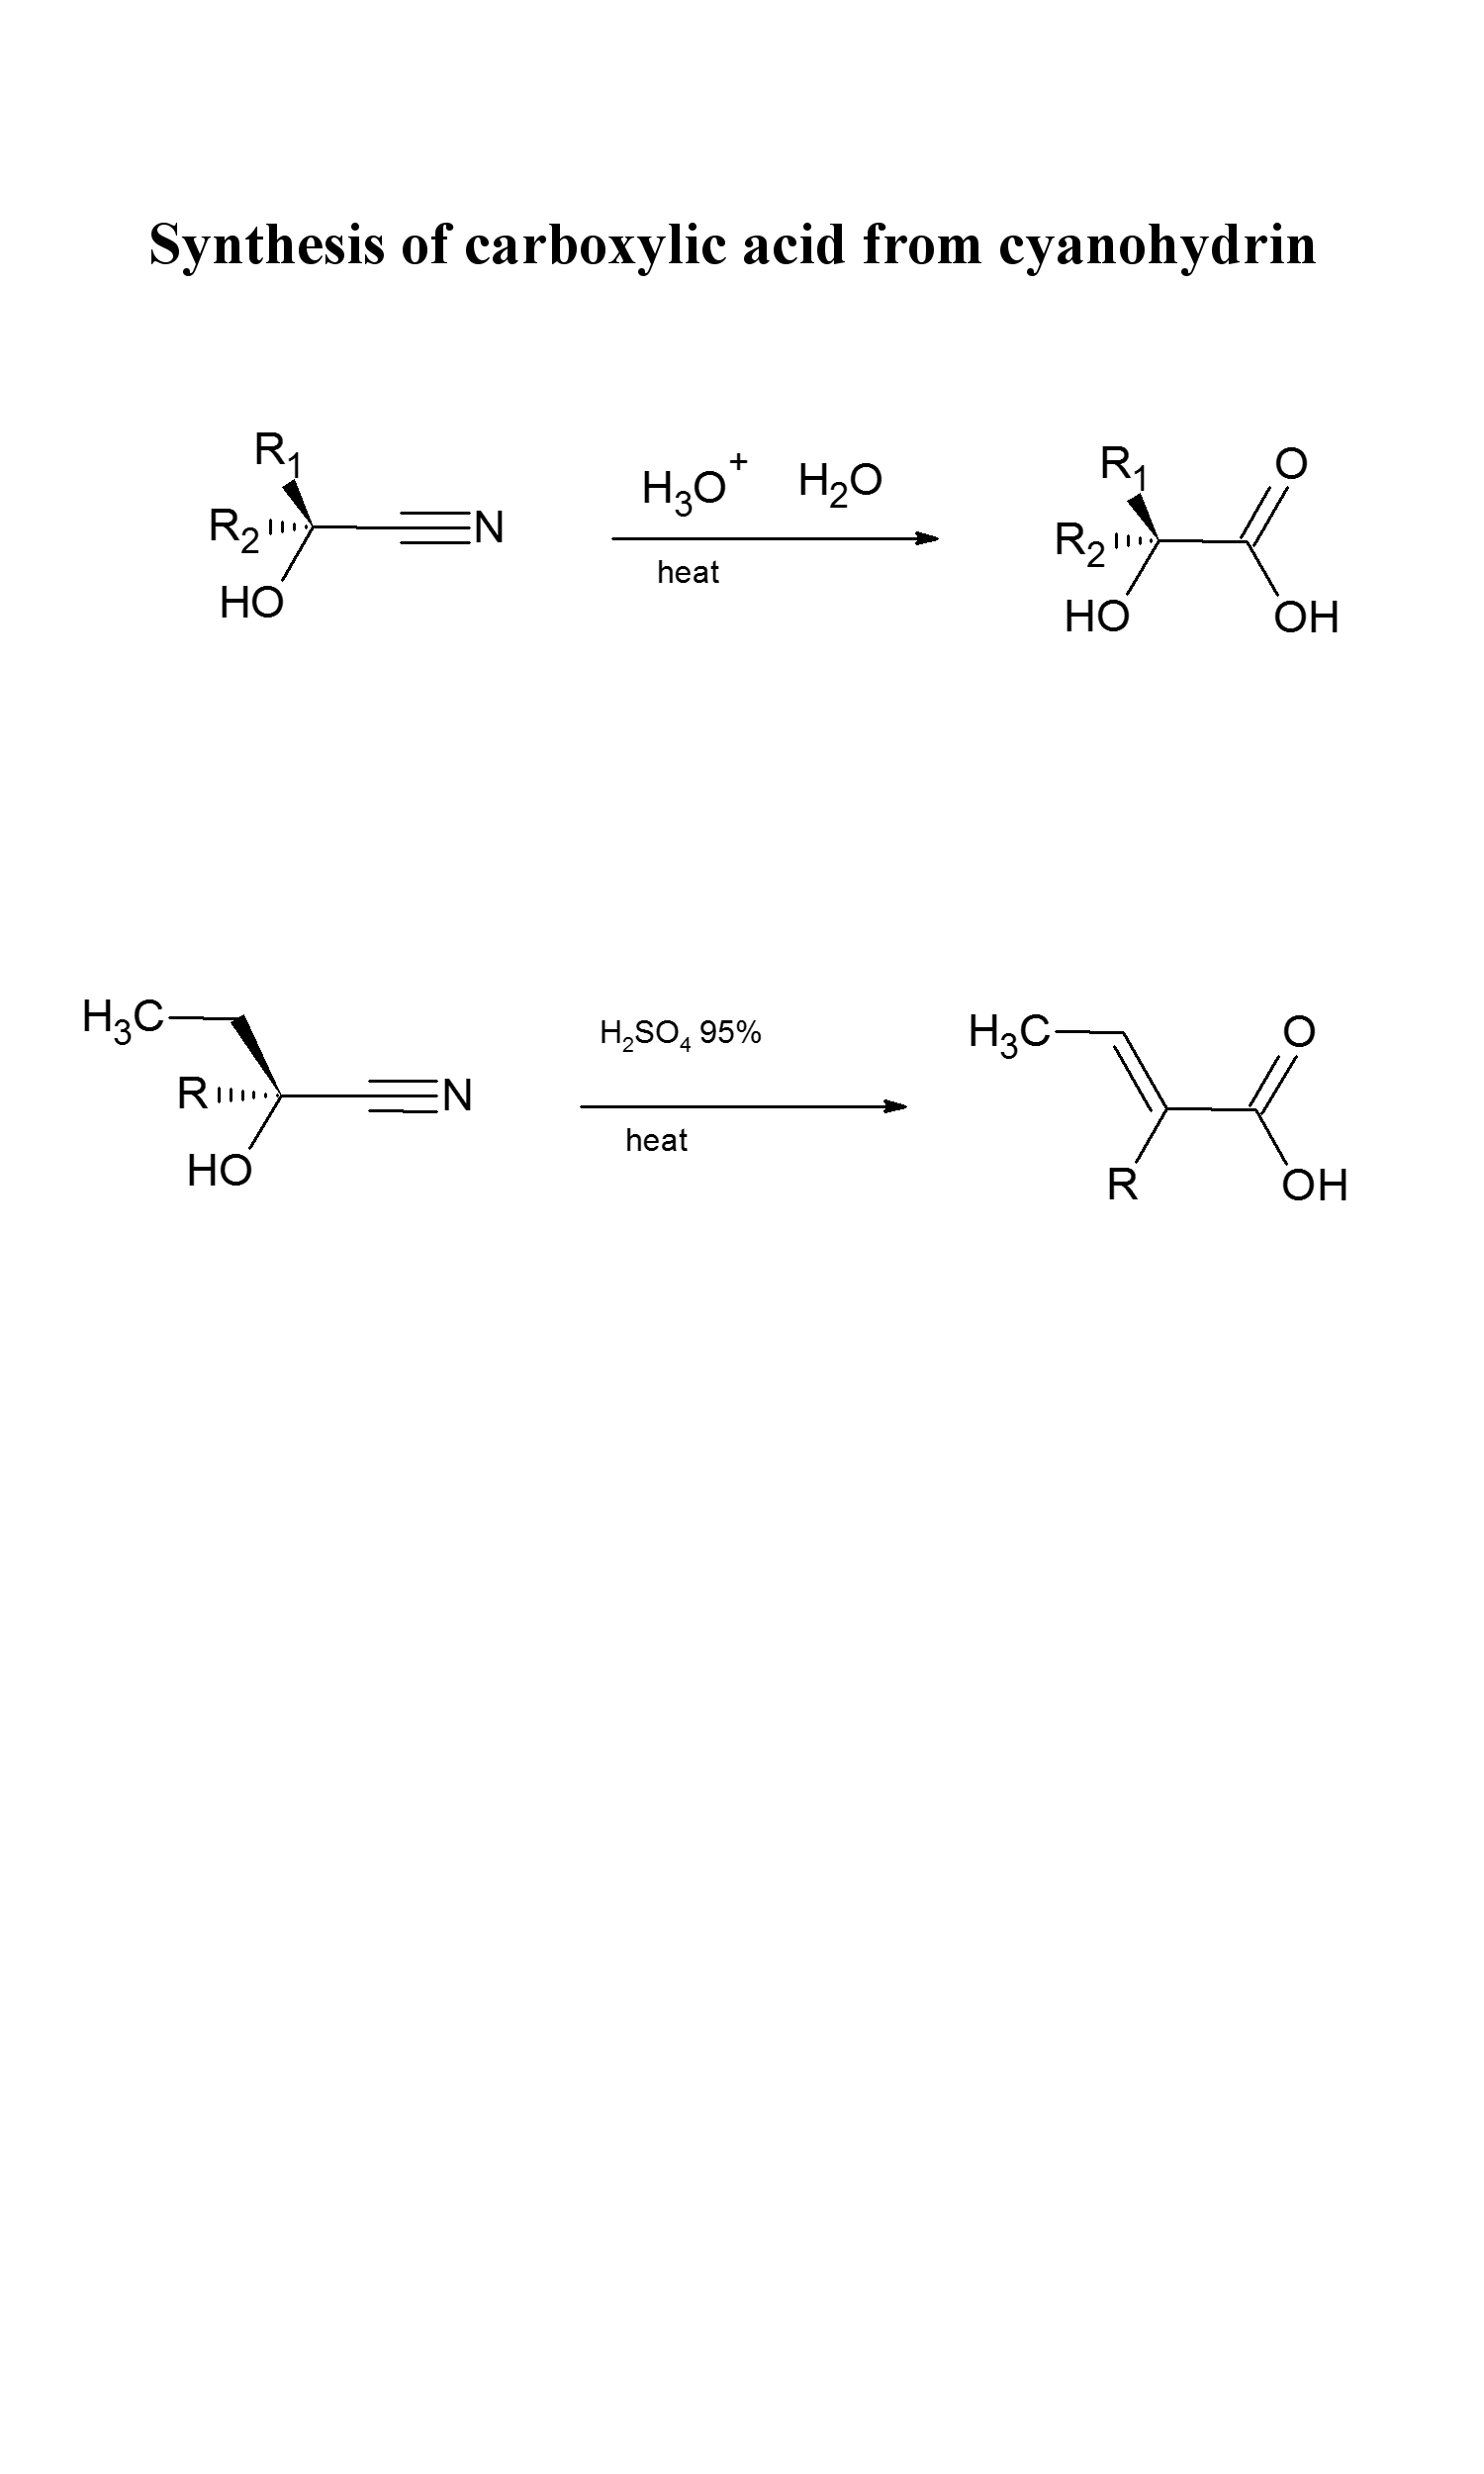 Synthesis of carboxylic acid from cyanohydrin
R1
R2
HO
N
H3O+ H2O
heat
R1
R2
HO
O
OH
H3C
R
HO
N
H2SO4 95%
heat
H3C
R
O
OH